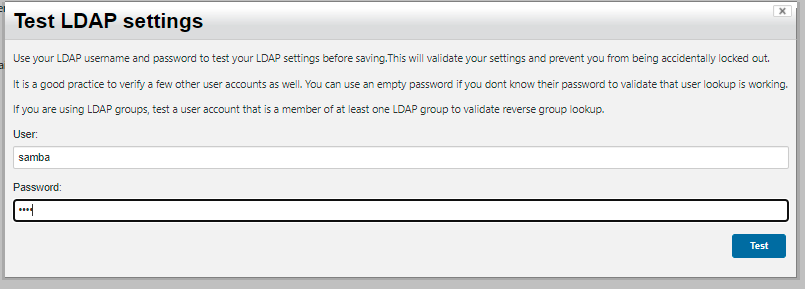 Test LDAP settings
Use your LDAP username and password to test your LDAP settings before saving.This will validate your settings and prevent you from being accidentally locked out.
It is a good practice to verify a few other user accounts as well. You can use an empty password if you dont know their password to validate that user lookup is working.
If you are using LDAP groups, test a user account that is a member of at least one LDAP group to validate reverse group lookup.
User:
samba
Password:
••••
Test